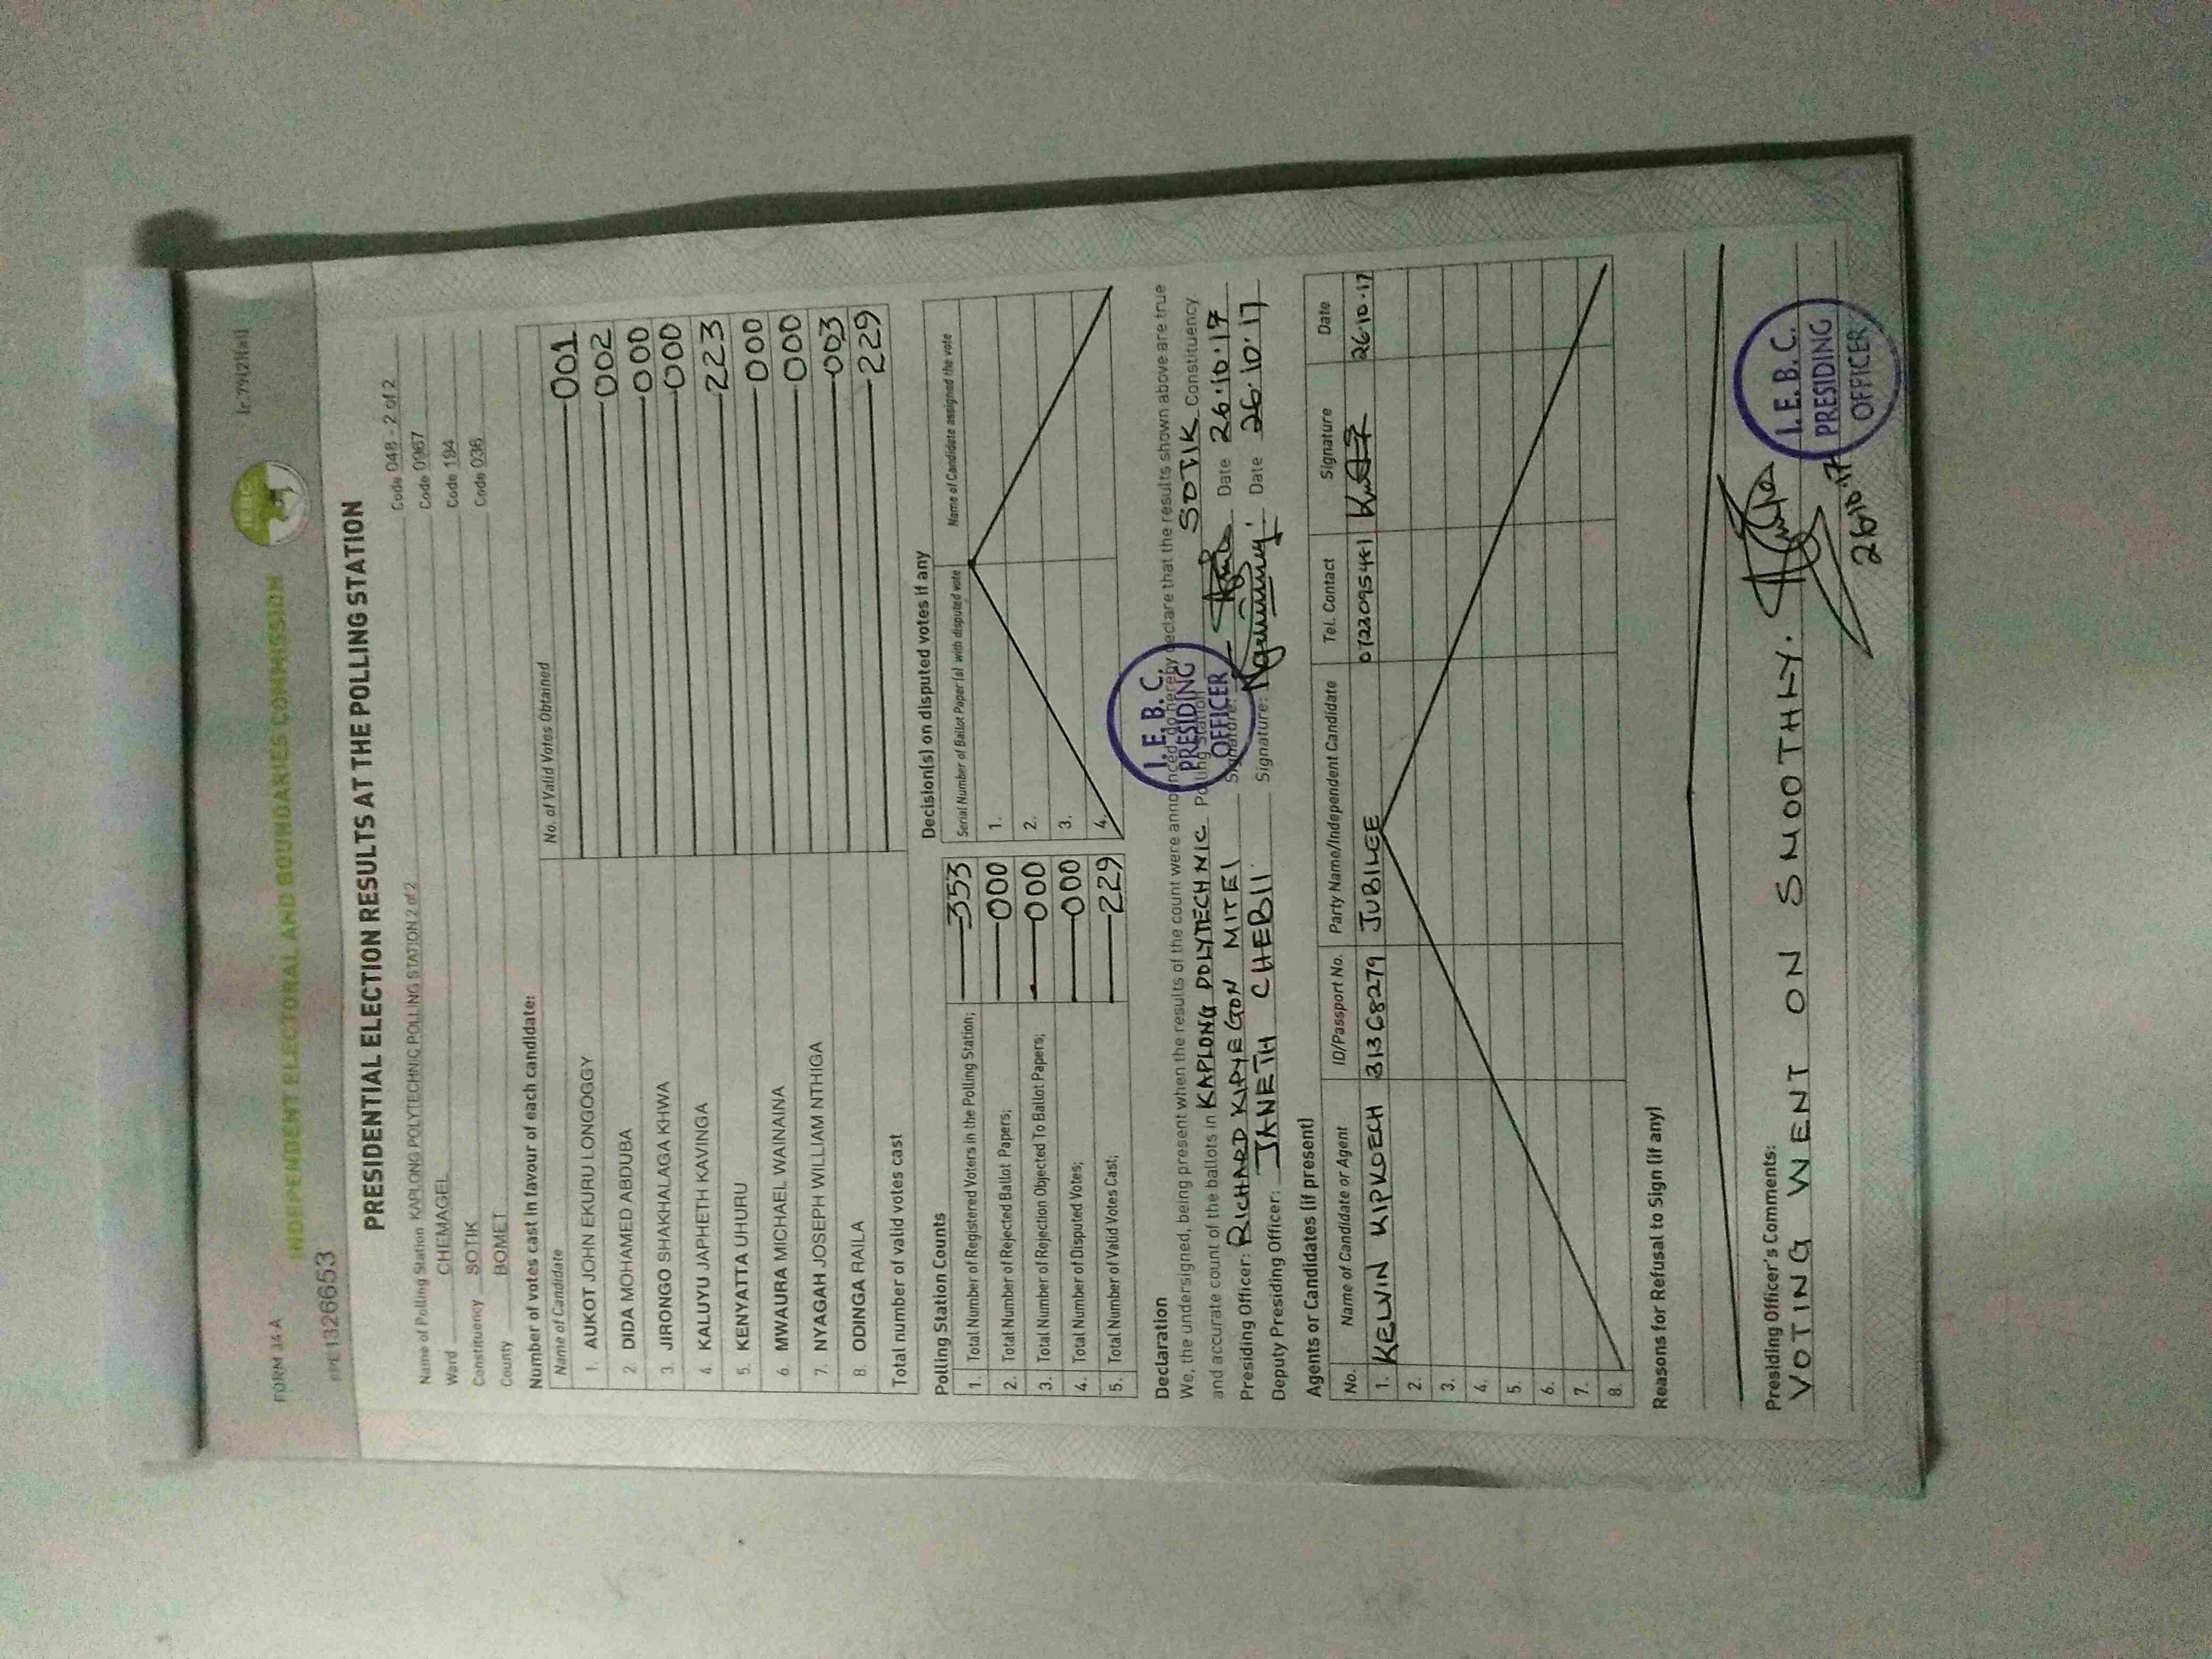 FORM 34 A
INDEPENDENT ELECTORAL AND BOUNDARIES COMMISSION
IEBC
PPE 1326653
PRESIDENTIAL ELECTION RESULTS AT THE POLLING STATION
Name of Polling Station KAPLONG POLYTECHNIC POLLING STATION 2 of 2 Code 048 - 2 of 2
Ward CHEMAGEL Code 0967
Constituency SOTIK Code 194
County BOMET Code 036
Number of votes cast in favour of each candidate:
Name of Candidate No. of Valid Votes Obtained
1. AUKOT JOHN EKURU LONGOGGY 001
2 DIDA MOHAMED ABDUBA 002
3. JIRONGO SHAKHALAGA KHWA 000
4. KALUYU JAPHETH KAVINGA 000
5. KENYATTA UHURU 223
6 MWAURA MICHAEL WAINAINA 000
7. NYAGAH JOSEPH WILLIAM NTHIGA 000
8. ODINGA RAILA 003
Total number of valid votes cast 229
Polling Station Counts
1. Total Number of Registered Voters in the Polling Station; 353
2. Total Number of Rejected Ballot Papers; 000
3. Total Number of Rejection Objected To Ballot Papers; 000
4. Total Number of Disputed Votes; 000
5. Total Number of Valid Votes Cast; 229
Decision(s) on disputed votes if any
Serial Number of Ballot Paper (s) with disputed vote Name of Candidate assigned the vote
1.
2.
3.
4.
Declaration
We, the undersigned, being present when the results of the count were announced, do hereby declare that the results shown above are true
and accurate count of the ballots in KAPLONG POLYTECHNIC Polling Station SOTIK Constituency
Presiding Officer: RICHARD KIPYEGON MITEI Signature: Date 26.10.17
Deputy Presiding Officer: JANETH CHEBII Signature: Date 26.10.17
I.E.B.C.
PRESIDING
OFFICER
Agents or Candidates (if present)
No. Name of Candidate or Agent ID/Passport No. Party Name/Independent Candidate Tel. Contact Signature Date
1. KELVIN KIPKOECH 31368279 JUBILEE 0722095441 26.10.17
2.
3.
4.
5.
6.
7.
8.
Reasons for Refusal to Sign (if any)
Presiding Officer's Comments:
VOTING WENT ON SMOOTHLY.
I.E.B.C.
PRESIDING
OFFICER
26.10.17